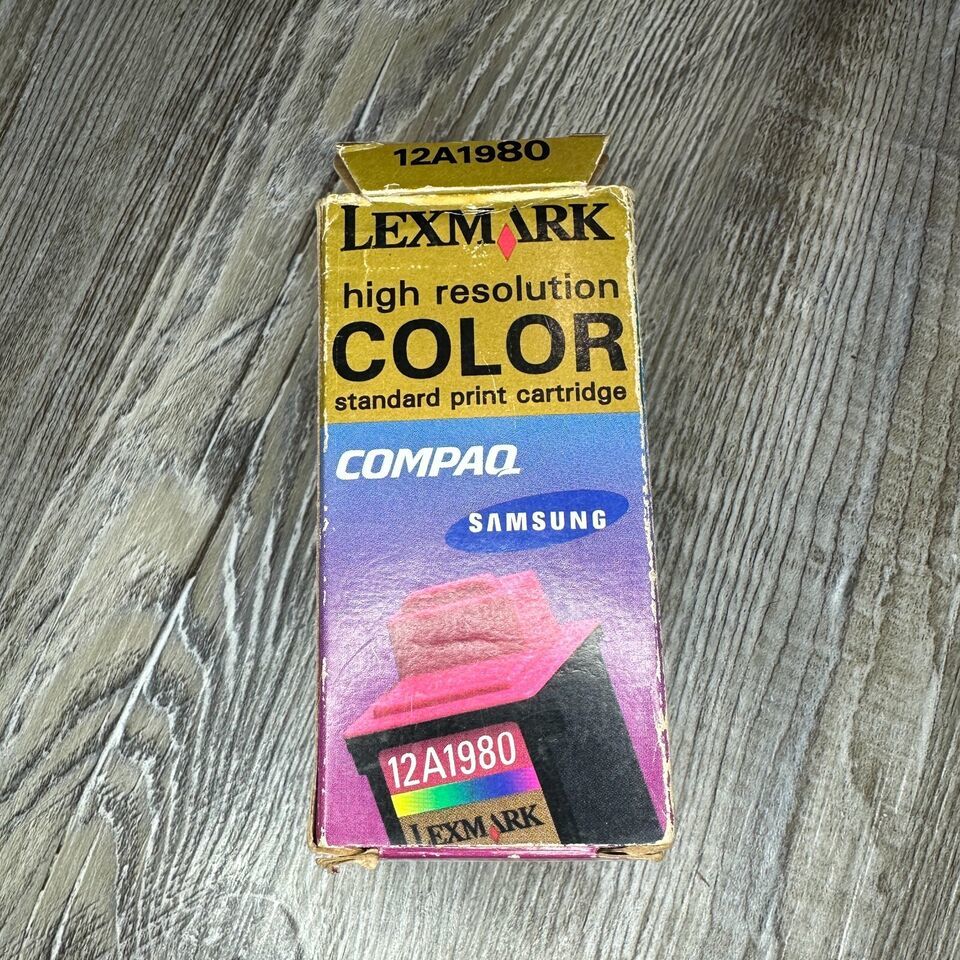 12A1980
LEXMARK
high resolution
COLOR
standard print cartridge
COMPAQ
SAMSUNG
12A1980
LEXMARK